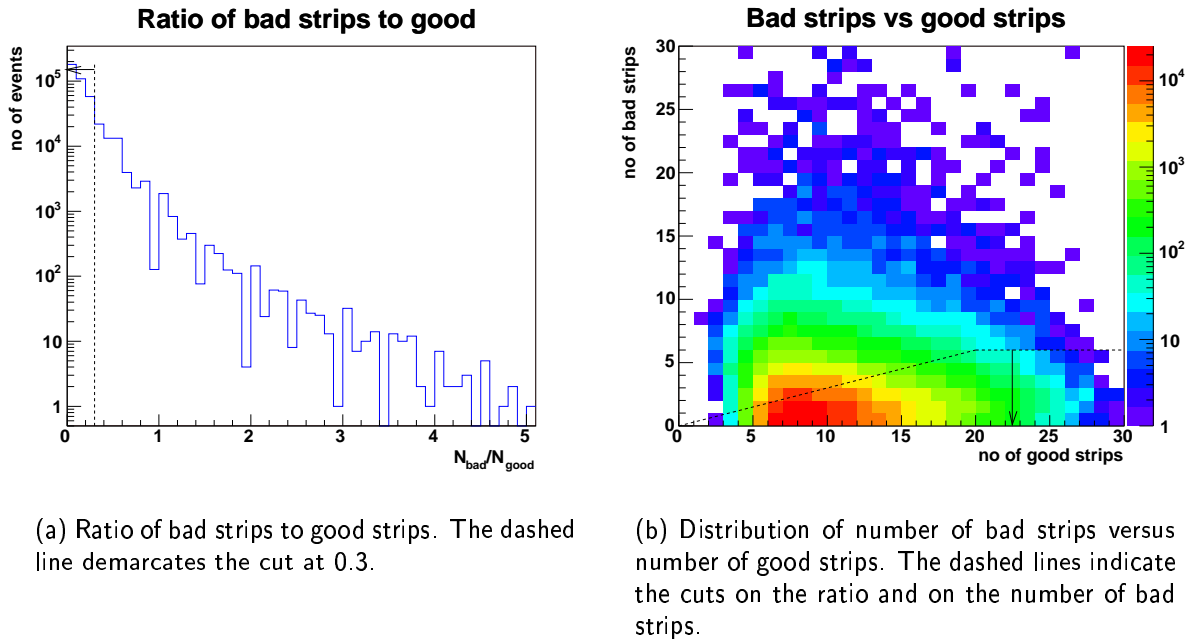 Ratio of bad strips to good
no of events
10^5
10^4
10^3
10^2
10
1
0 1 2 3 4 5
N_bad/N_good
(a) Ratio of bad strips to good strips. The dashed
line demarcates the cut at 0.3.
Bad strips vs good strips
no of bad strips
30
25
20
15
10
5
0
0 5 10 15 20 25 30
no of good strips
10^4
10^3
10^2
10
1
(b) Distribution of number of bad strips versus
number of good strips. The dashed lines indicate
the cuts on the ratio and on the number of bad
strips.